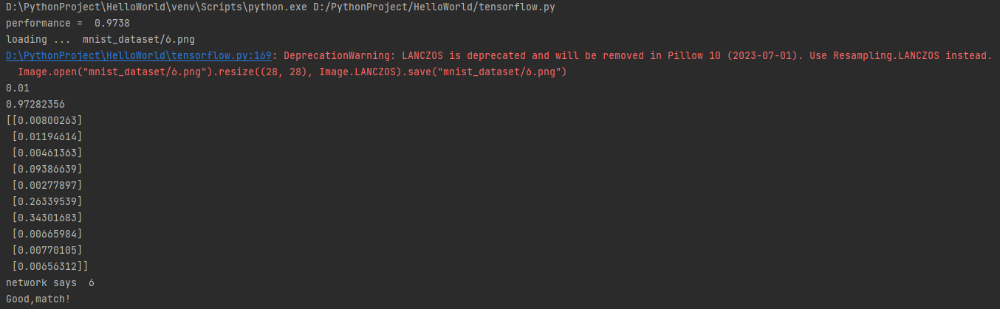 D:\PythonProject\HelloWorld\venv\Scripts\python.exe D:/PythonProject/HelloWorld/tensorflow.py
performance =  0.9738
loading ...  mnist_dataset/6.png
D:\PythonProject\HelloWorld\tensorflow.py:169: DeprecationWarning: LANCZOS is deprecated and will be removed in Pillow 10 (2023-07-01). Use Resampling.LANCZOS instead.
  Image.open("mnist_dataset/6.png").resize((28, 28), Image.LANCZOS).save("mnist_dataset/6.png")
0.01
0.97282356
[[0.00800263]
 [0.01194614]
 [0.00461363]
 [0.09386639]
 [0.00277897]
 [0.26339539]
 [0.34301683]
 [0.00665984]
 [0.00770105]
 [0.00656312]]
network says  6
Good,match!